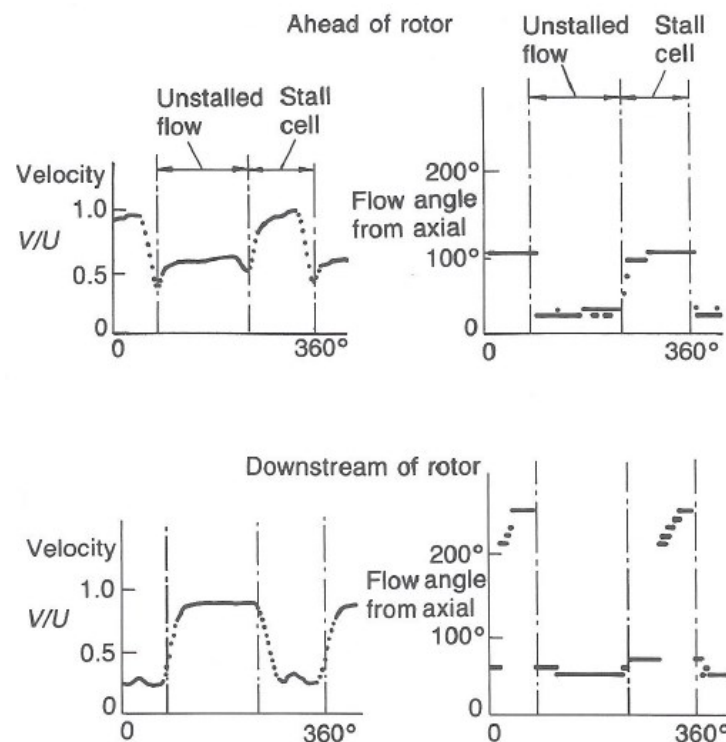 Ahead of rotor
Unstalled
flow
Stall
cell
Velocity
V/U
1.0
0.5
0
0
360°
Unstalled
flow
Stall
cell
200°
Flow angle
from axial
100°
0
0
360°
Downstream of rotor
Velocity
V/U
1.0
0.5
0
0
360°
200°
Flow angle
from axial
100°
0
0
360°